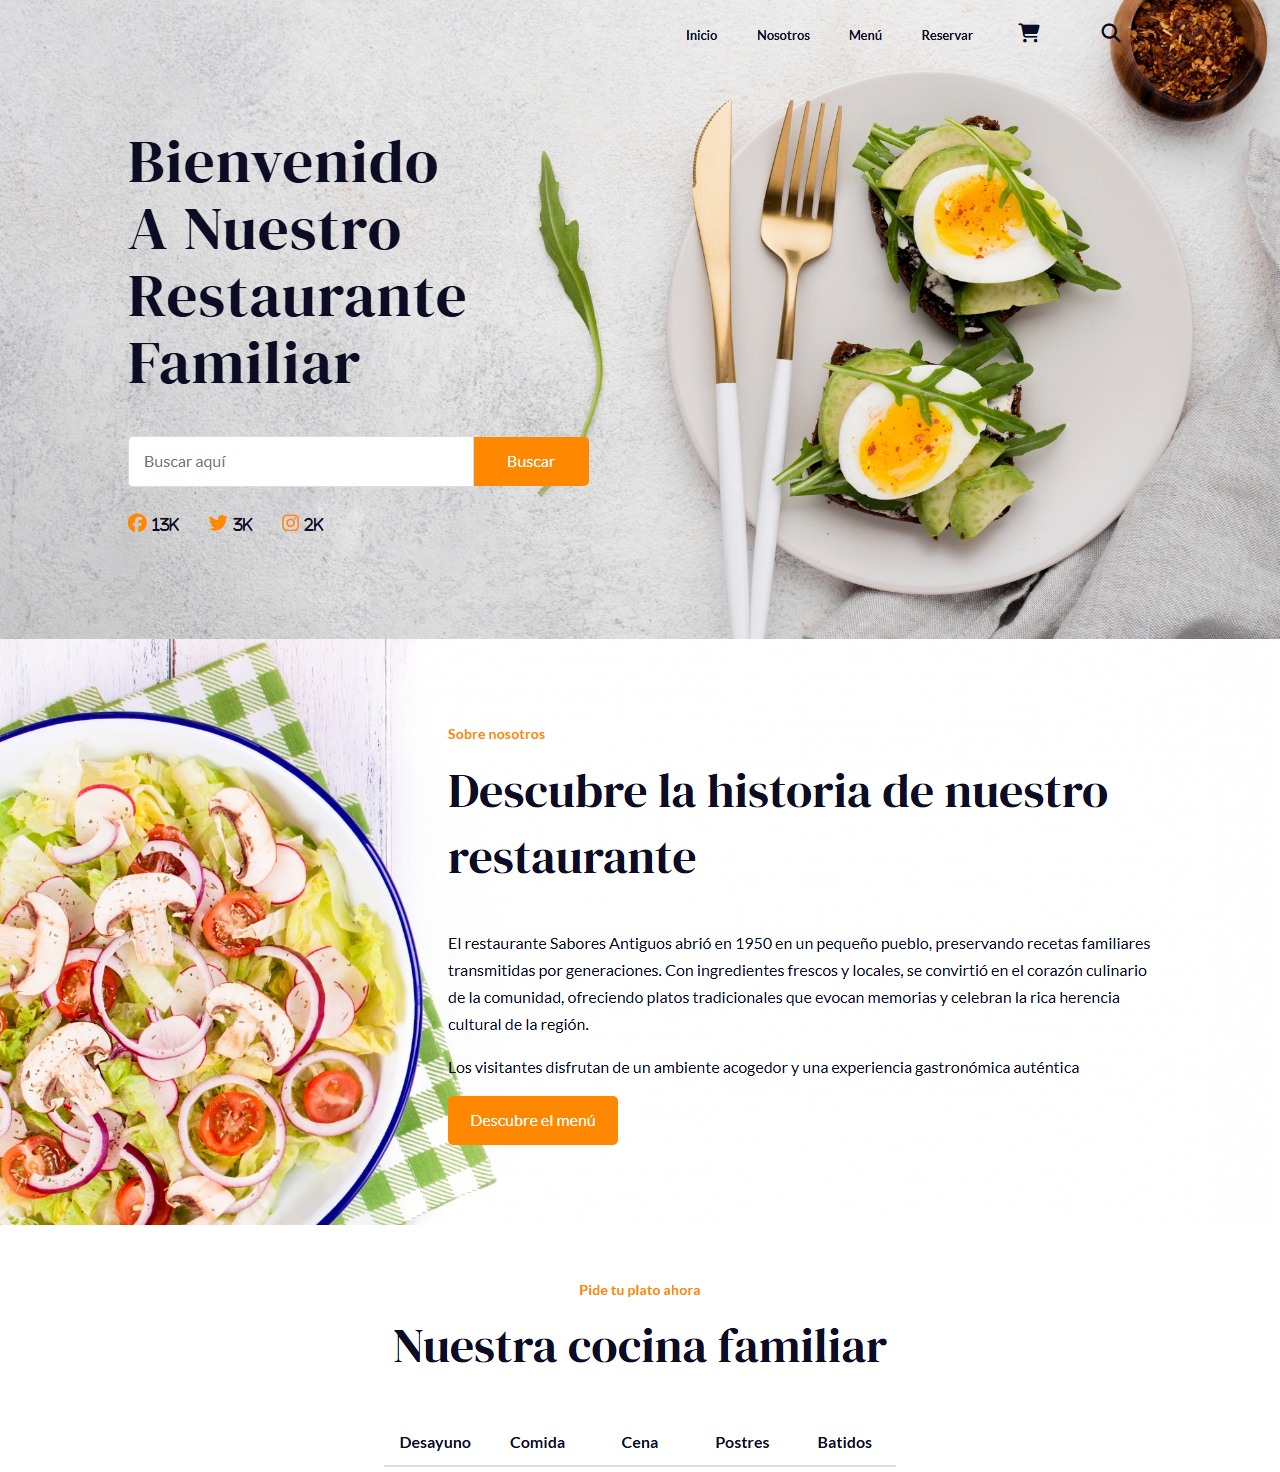 Inicio Nosotros Menú Reservar
Bienvenido
A Nuestro
Restaurante
Familiar
Buscar aquí Buscar
13K 3K 2K
Sobre nosotros
Descubre la historia de nuestro
restaurante
El restaurante Sabores Antiguos abrió en 1950 en un pequeño pueblo, preservando recetas familiares
transmitidas por generaciones. Con ingredientes frescos y locales, se convirtió en el corazón culinario
de la comunidad, ofreciendo platos tradicionales que evocan memorias y celebran la rica herencia
cultural de la región.
Los visitantes disfrutan de un ambiente acogedor y una experiencia gastronómica auténtica
Descubre el menú
Pide tu plato ahora
Nuestra cocina familiar
Desayuno Comida Cena Postres Batidos